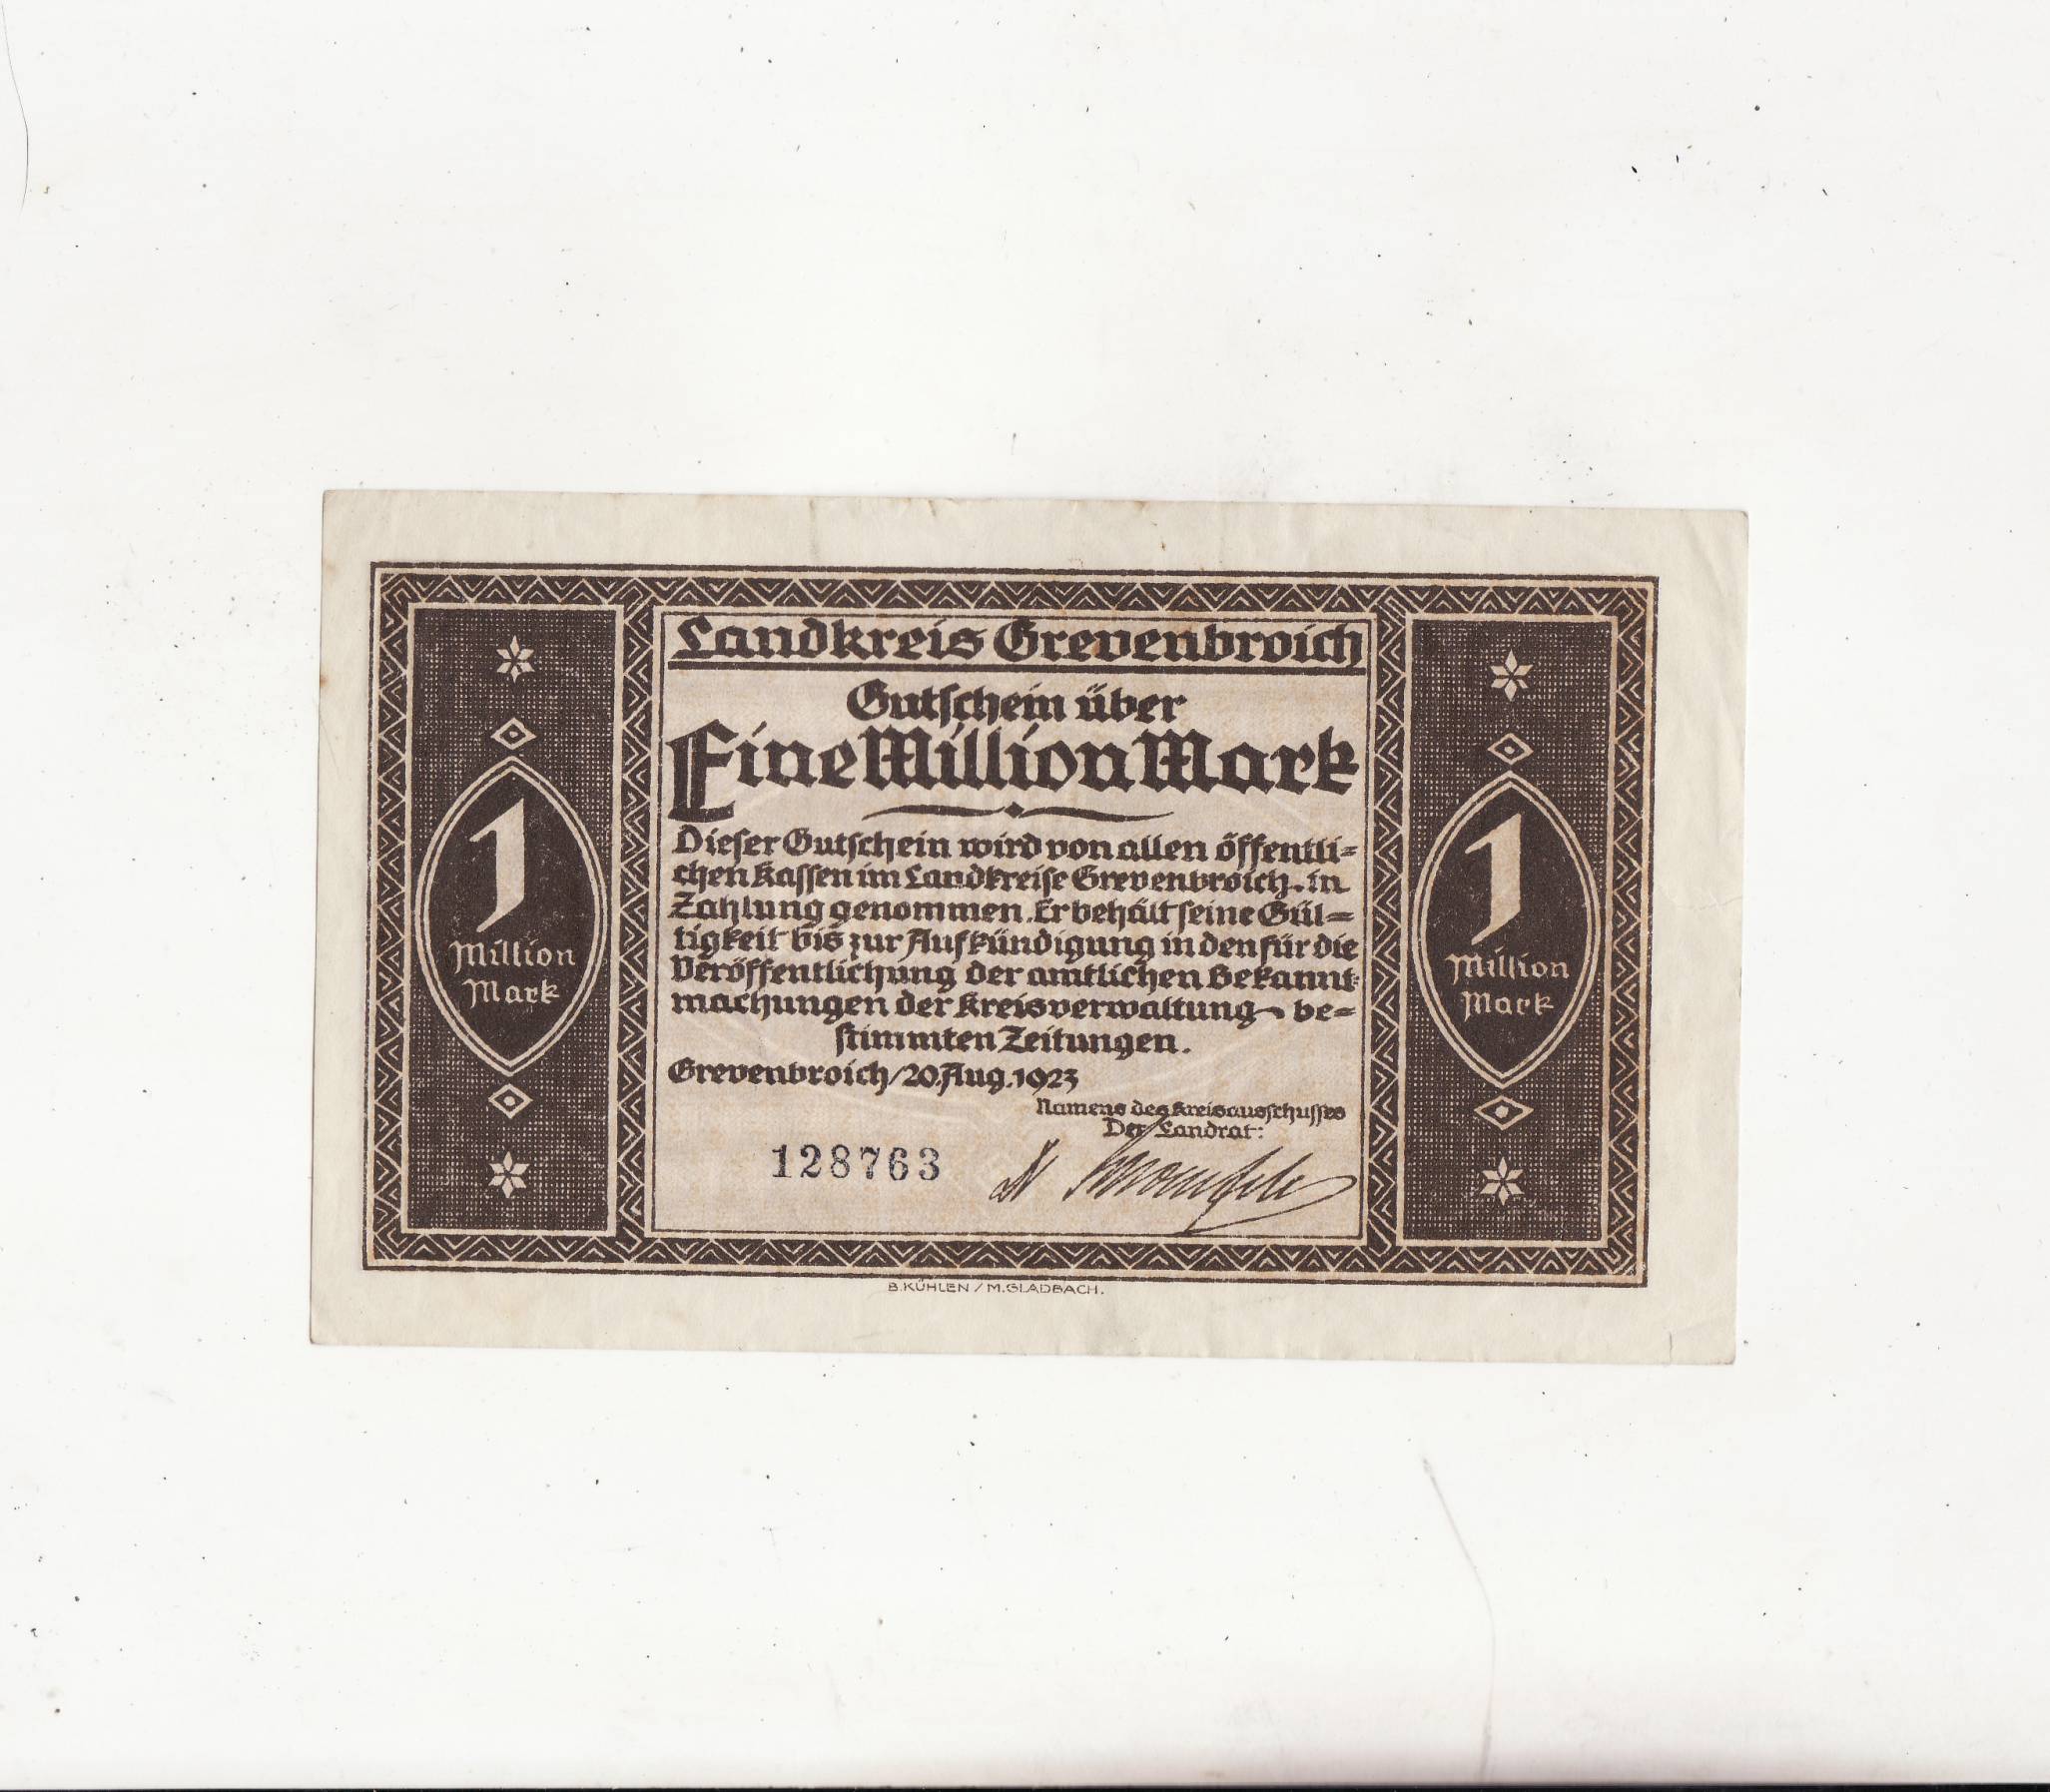 Landkreis Grevenbroich
Gutschein über
Eine Million Mark
Dieser Gutschein wird von allen öffentli=
chen Kassen im Landkreise Grevenbroich. in
Zahlung genommen. Er behält seine Gül=
tigkeit bis zur Aufkündigung in den für die
Veröffentlichung der amtlichen Bekannt=
machungen der Kreisverwaltung be=
stimmten Zeitungen.
Grevenbroich/20.Aug.1923
Namens des Kreisausschusses
Der Landrat:
128763
1
Million
Mark
1
Million
Mark
B.KÜHLEN / M.GLADBACH.